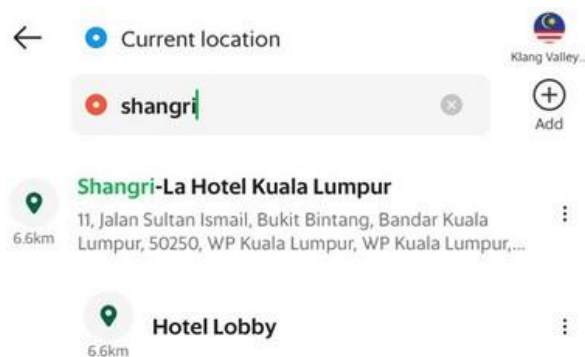 Current location
Klang Valley..
shangri
Add
Shangri-La Hotel Kuala Lumpur
11, Jalan Sultan Ismail, Bukit Bintang, Bandar Kuala
Lumpur, 50250, WP Kuala Lumpur, WP Kuala Lumpur,...
6.6km
Hotel Lobby
6.6km